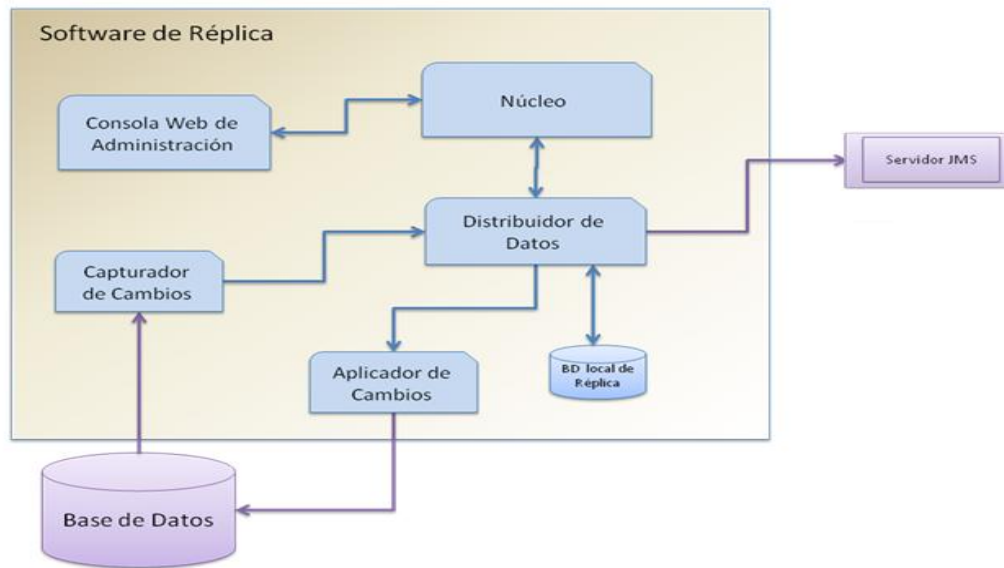 Software de Réplica
Núcleo
Consola Web de
Administración
Servidor JMS
Distribuidor de
Datos
Capturador
de Cambios
Aplicador de
Cambios
BD local de
Réplica
Base de Datos